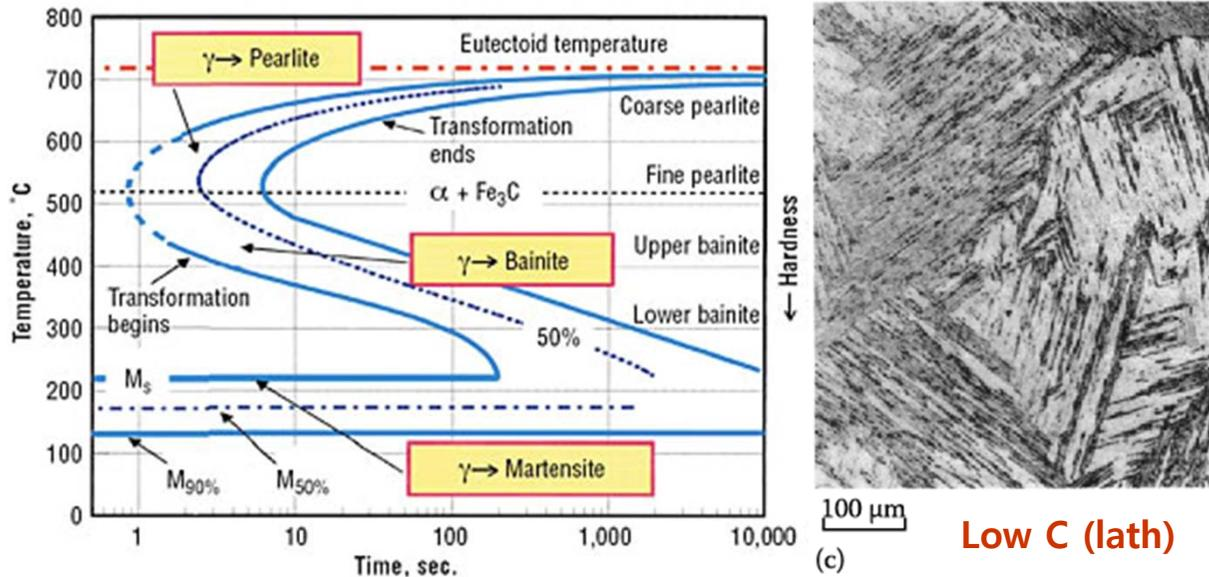 800
700
600
500
400
300
200
100
0
Temperature, °C
γ→ Pearlite
Eutectoid temperature
Coarse pearlite
Transformation
ends
Fine pearlite
α + Fe₃C
Upper bainite
γ→ Bainite
Transformation
begins
Lower bainite
50%
Mₛ
γ→ Martensite
M₉₀%
M₅₀%
1
10
100
1,000
10,000
Time, sec.
← Hardness
100 μm
(c)
Low C (lath)